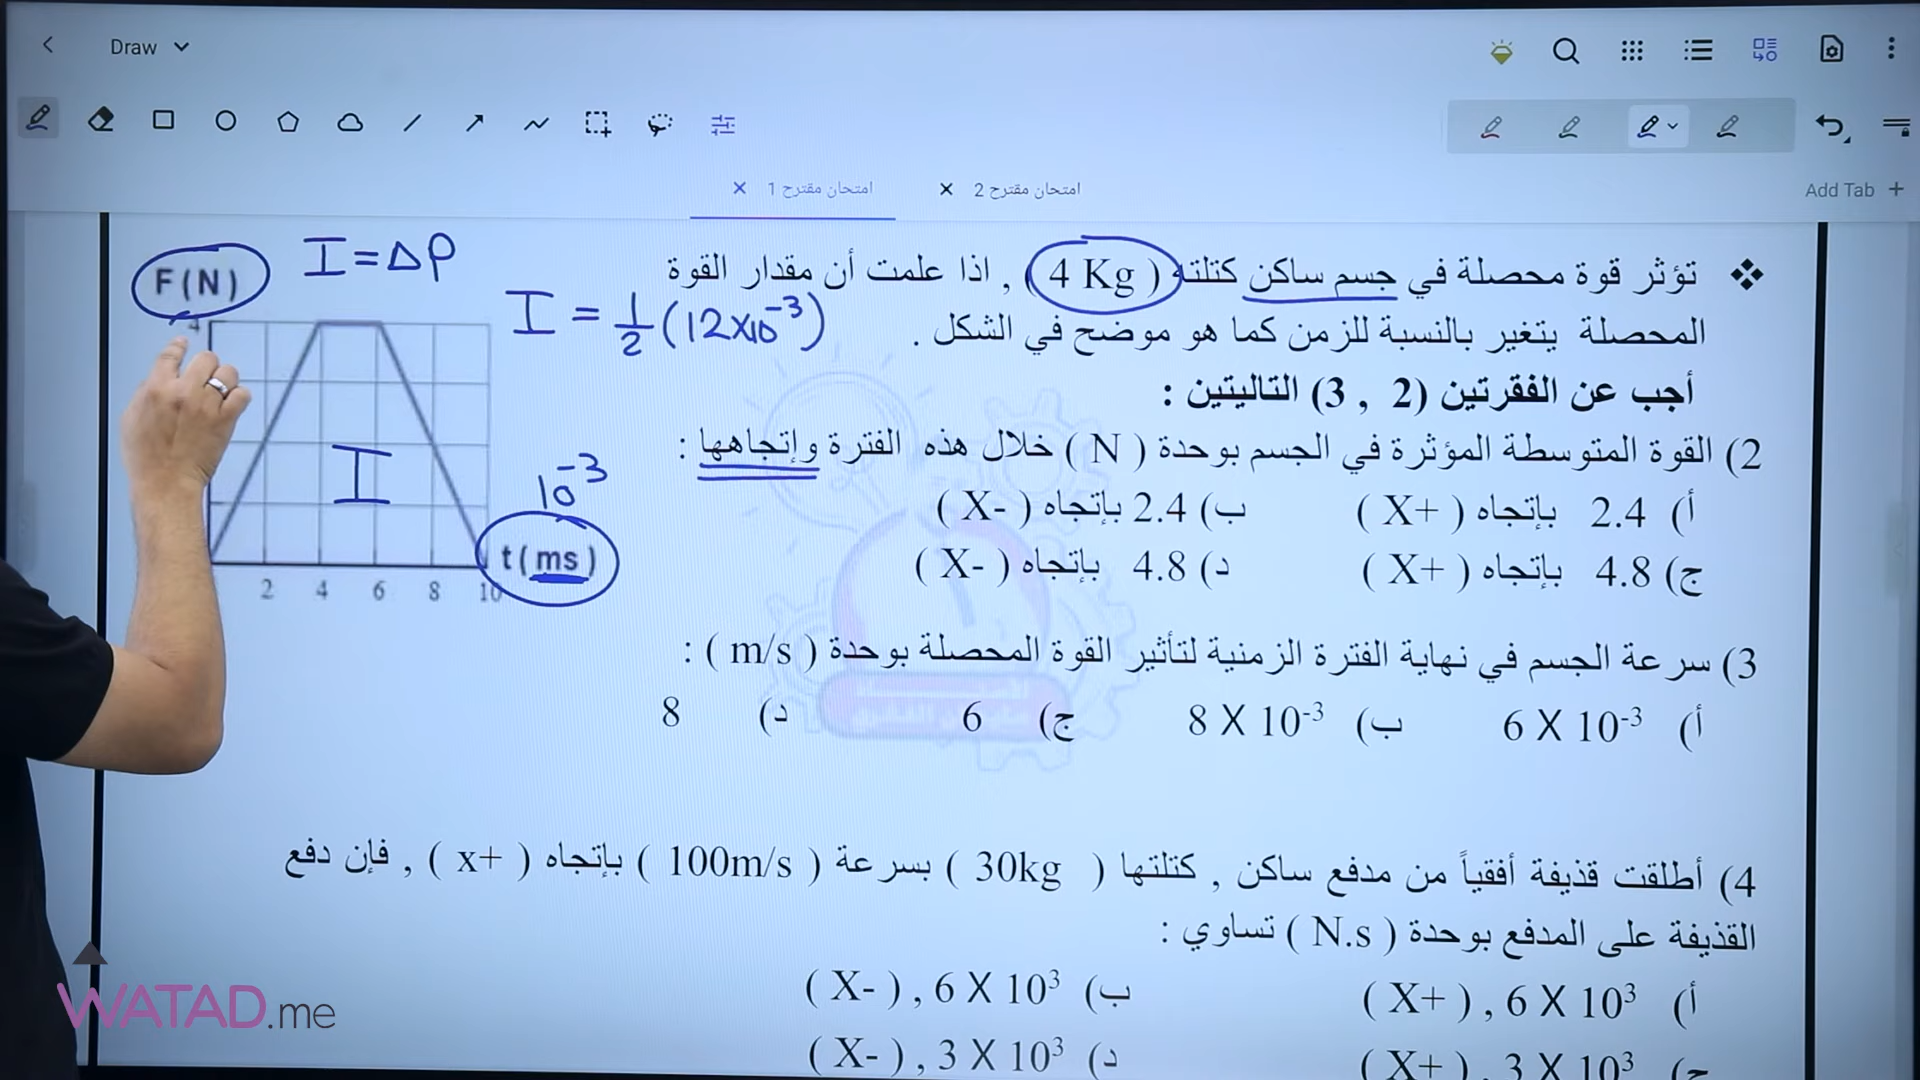 Draw
امتحان مقترح 1
امتحان مقترح 2
Add Tab +
F(N)
I = ΔP
I = 1/2 (12×10⁻³)
I
10⁻³
t(ms)
4
2 4 6 8 10
❖ تؤثر قوة محصلة في جسم ساكن كتلته ( 4 Kg ) , اذا علمت أن مقدار القوة
المحصلة يتغير بالنسبة للزمن كما هو موضح في الشكل .
أجب عن الفقرتين (2 , 3) التاليتين :
2) القوة المتوسطة المؤثرة في الجسم بوحدة ( N ) خلال هذه الفترة وإتجاهها :
أ) 2.4 بإتجاه ( X+ ) ب) 2.4 بإتجاه ( X- )
ج) 4.8 بإتجاه ( X+ ) د) 4.8 بإتجاه ( X- )
3) سرعة الجسم في نهاية الفترة الزمنية لتأثير القوة المحصلة بوحدة ( m/s ) :
أ) 6 X 10⁻³ ب) 8 X 10⁻³ ج) 6 د) 8
4) أطلقت قذيفة أفقياً من مدفع ساكن , كتلتها ( 30kg ) بسرعة ( 100m/s ) بإتجاه ( x+ ) , فإن دفع
القذيفة على المدفع بوحدة ( N.s ) تساوي :
أ) 6 X 10³ , ( X+ ) ب) 6 X 10³ , ( X- )
ج) 3 X 10³ , ( X+ ) د) 3 X 10³ , ( X- )
WATAD.me